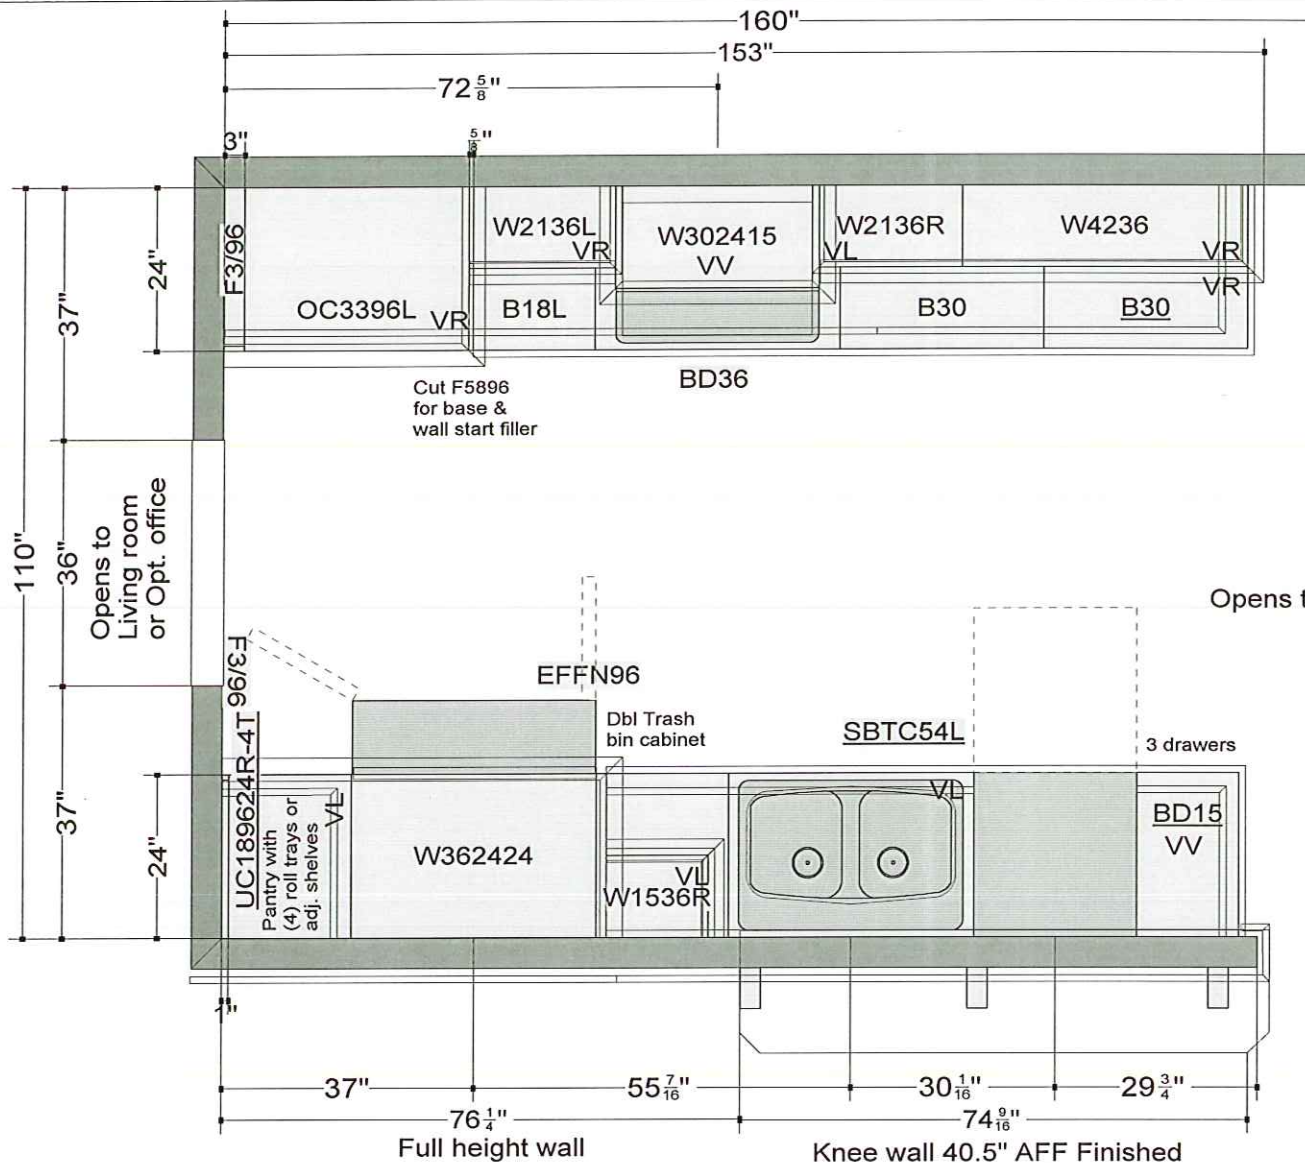 160"
153"
72 5/8"
3"
5/8"
W2136L
VR
W302415
VV
W2136R
VL
W4236
VR
VR
F3/96
24"
37"
OC3396L
VR
B18L
B30
B30
BD36
Cut F5896
for base &
wall start filler
110"
36"
Opens to
Living room
or Opt. office
Opens t
F3/96
EFFN96
Dbl Trash
bin cabinet
SBTC54L
3 drawers
37"
24"
UC189624R-4T
Pantry with
(4) roll trays or
adj. shelves
VL
W362424
VL
W1536R
VL
BD15
VV
1"
37"
55 7/16"
30 1/16"
29 3/4"
76 1/4"
74 9/16"
Full height wall
Knee wall 40.5" AFF Finished